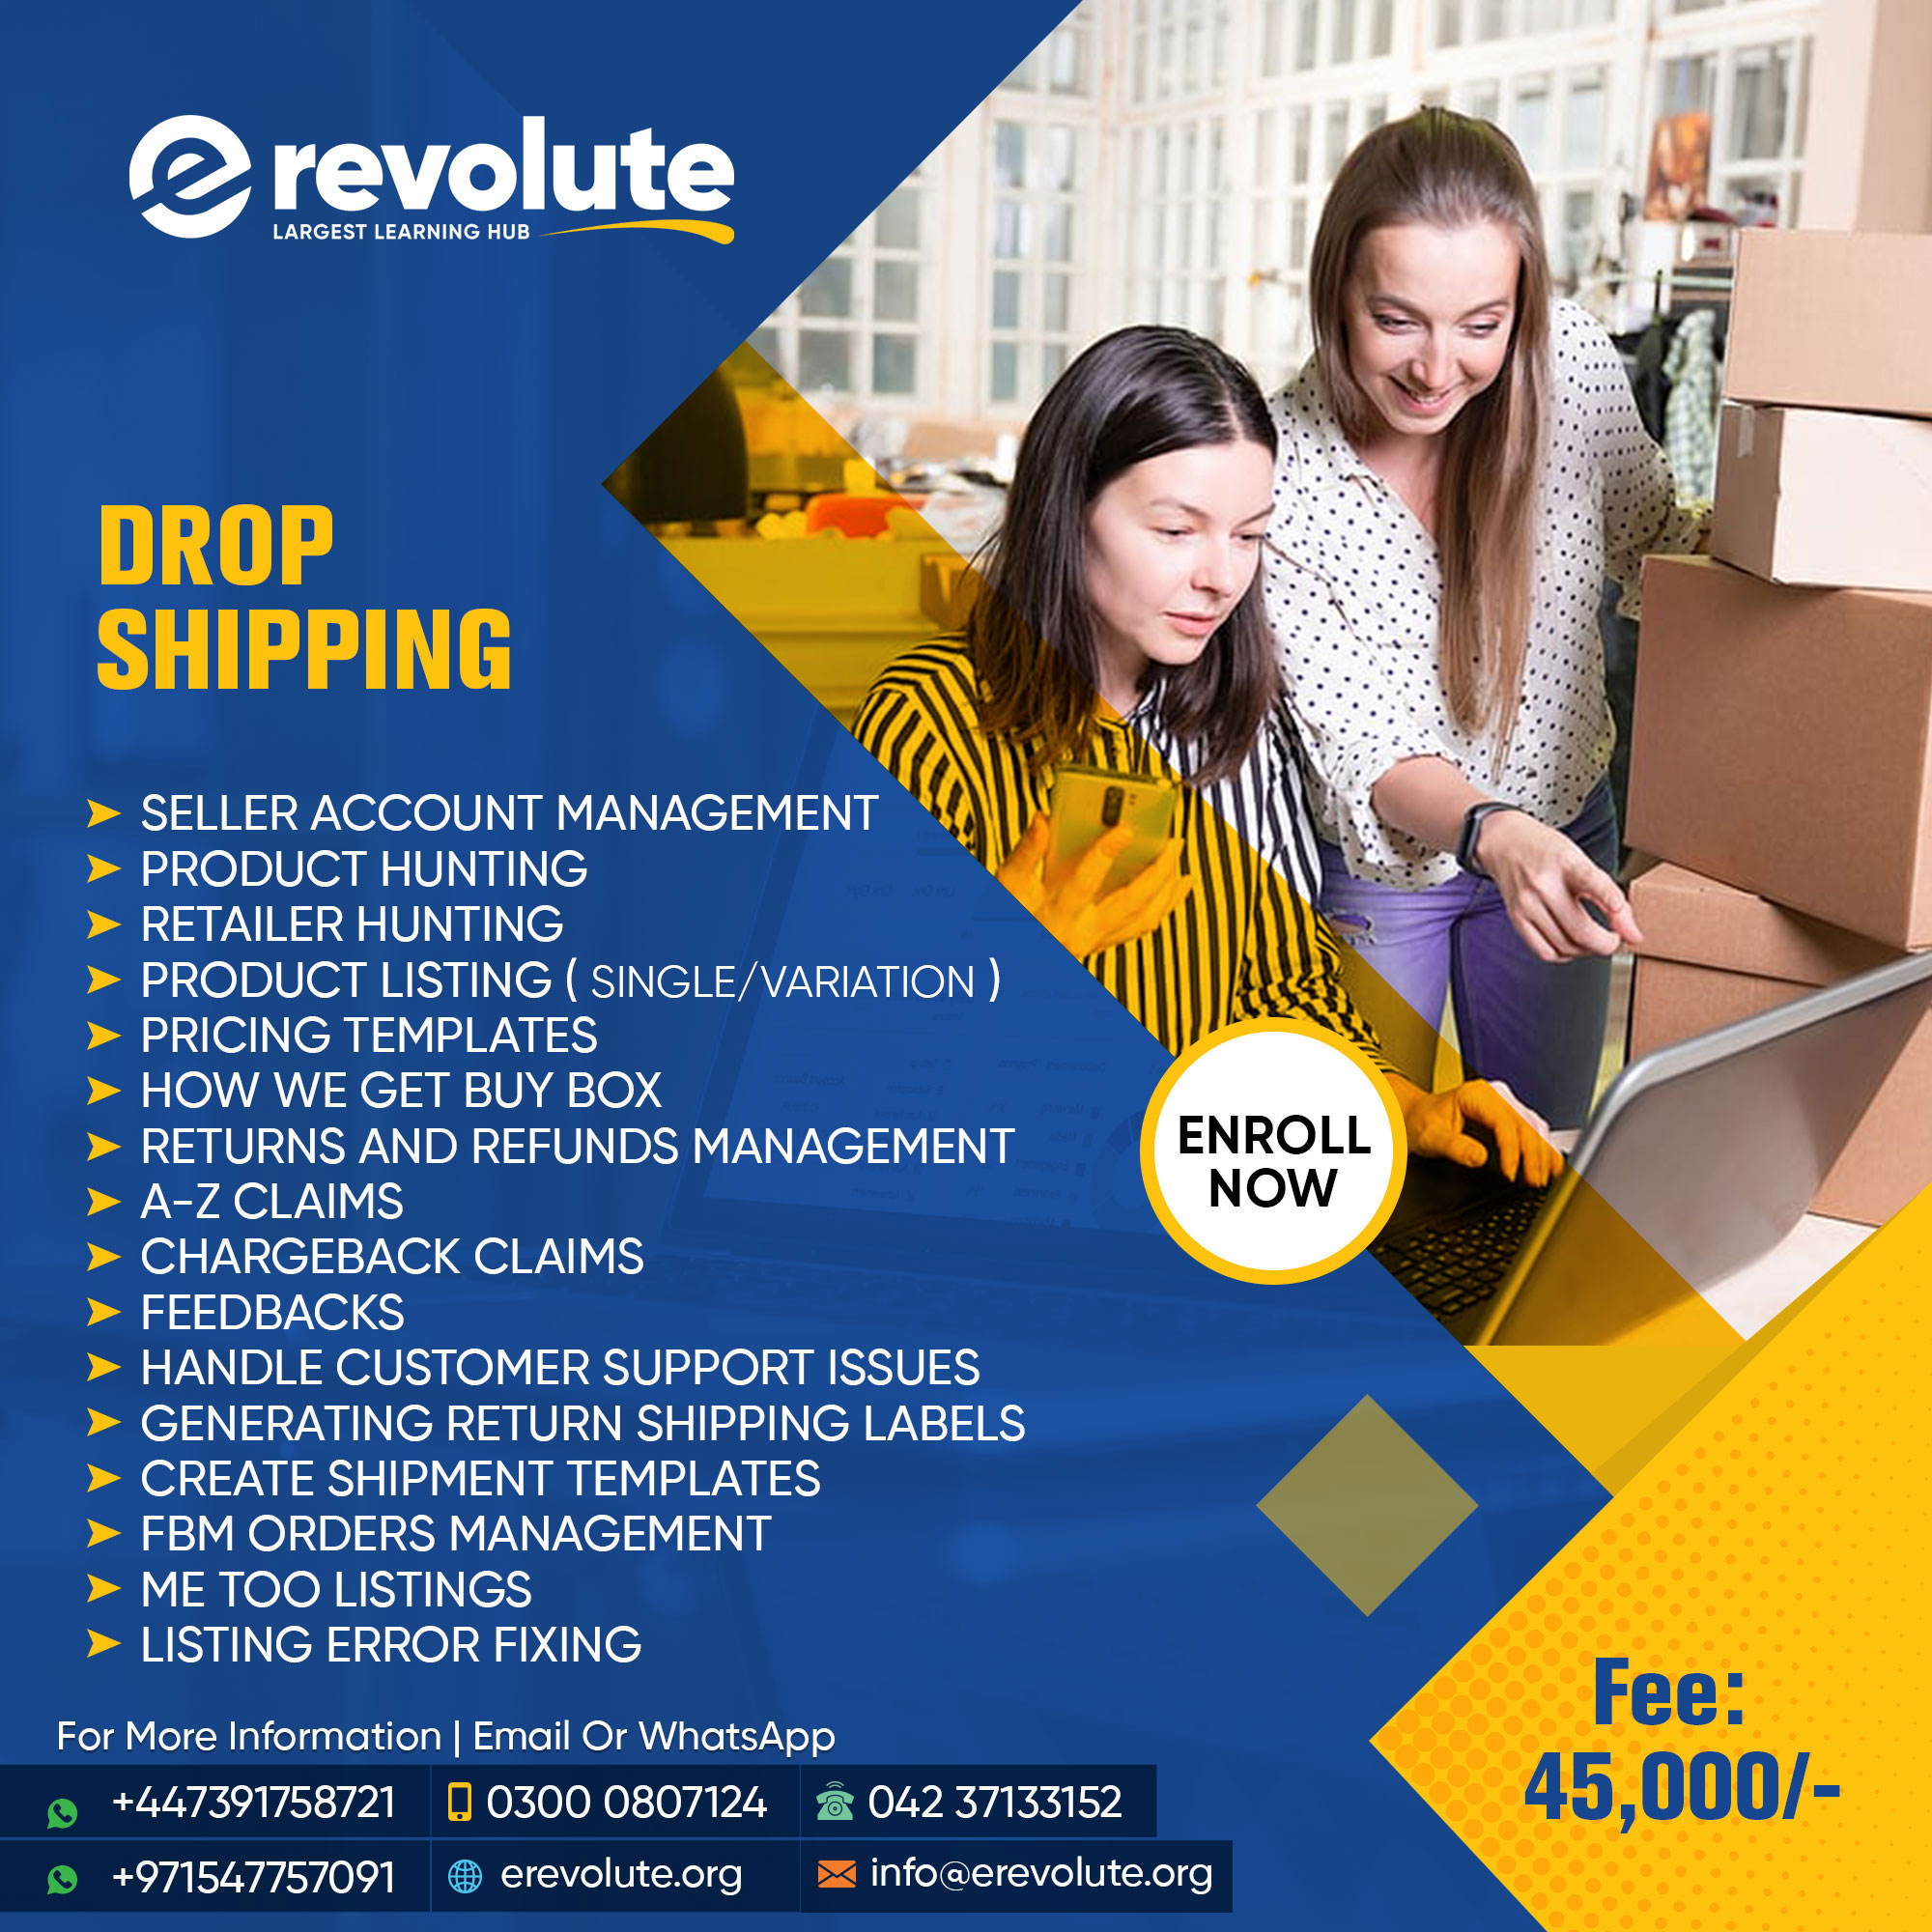 e revolute
LARGEST LEARNING HUB
DROP
SHIPPING
SELLER ACCOUNT MANAGEMENT
PRODUCT HUNTING
RETAILER HUNTING
PRODUCT LISTING ( SINGLE/VARIATION )
PRICING TEMPLATES
HOW WE GET BUY BOX
RETURNS AND REFUNDS MANAGEMENT
A-Z CLAIMS
CHARGEBACK CLAIMS
FEEDBACKS
HANDLE CUSTOMER SUPPORT ISSUES
GENERATING RETURN SHIPPING LABELS
CREATE SHIPMENT TEMPLATES
FBM ORDERS MANAGEMENT
ME TOO LISTINGS
LISTING ERROR FIXING
ENROLL
NOW
Fee:
45,000/-
For More Information | Email Or WhatsApp
+447391758721 0300 0807124 042 37133152
+971547757091 erevolute.org info@erevolute.org